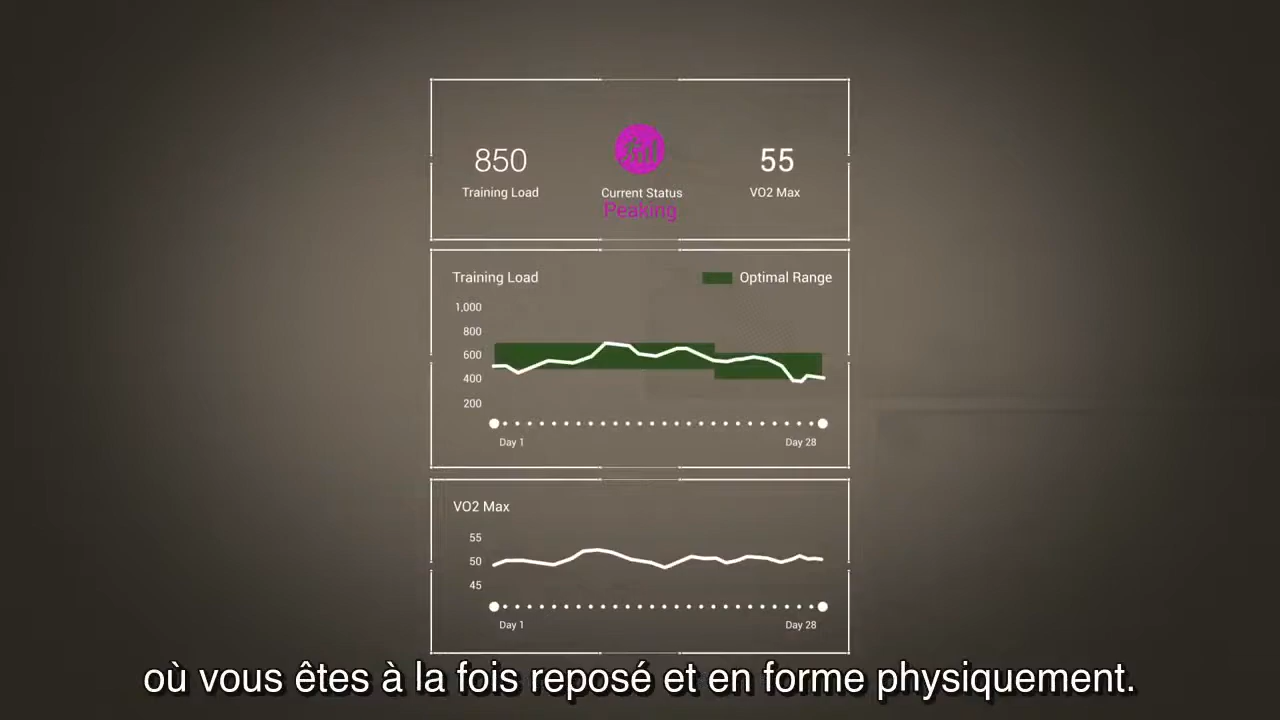 850
Training Load
Current Status
Peaking
55
VO2 Max
Training Load
Optimal Range
1,000
800
600
400
200
Day 1
Day 28
VO2 Max
55
50
45
Day 1
Day 28
où vous êtes à la fois reposé et en forme physiquement.